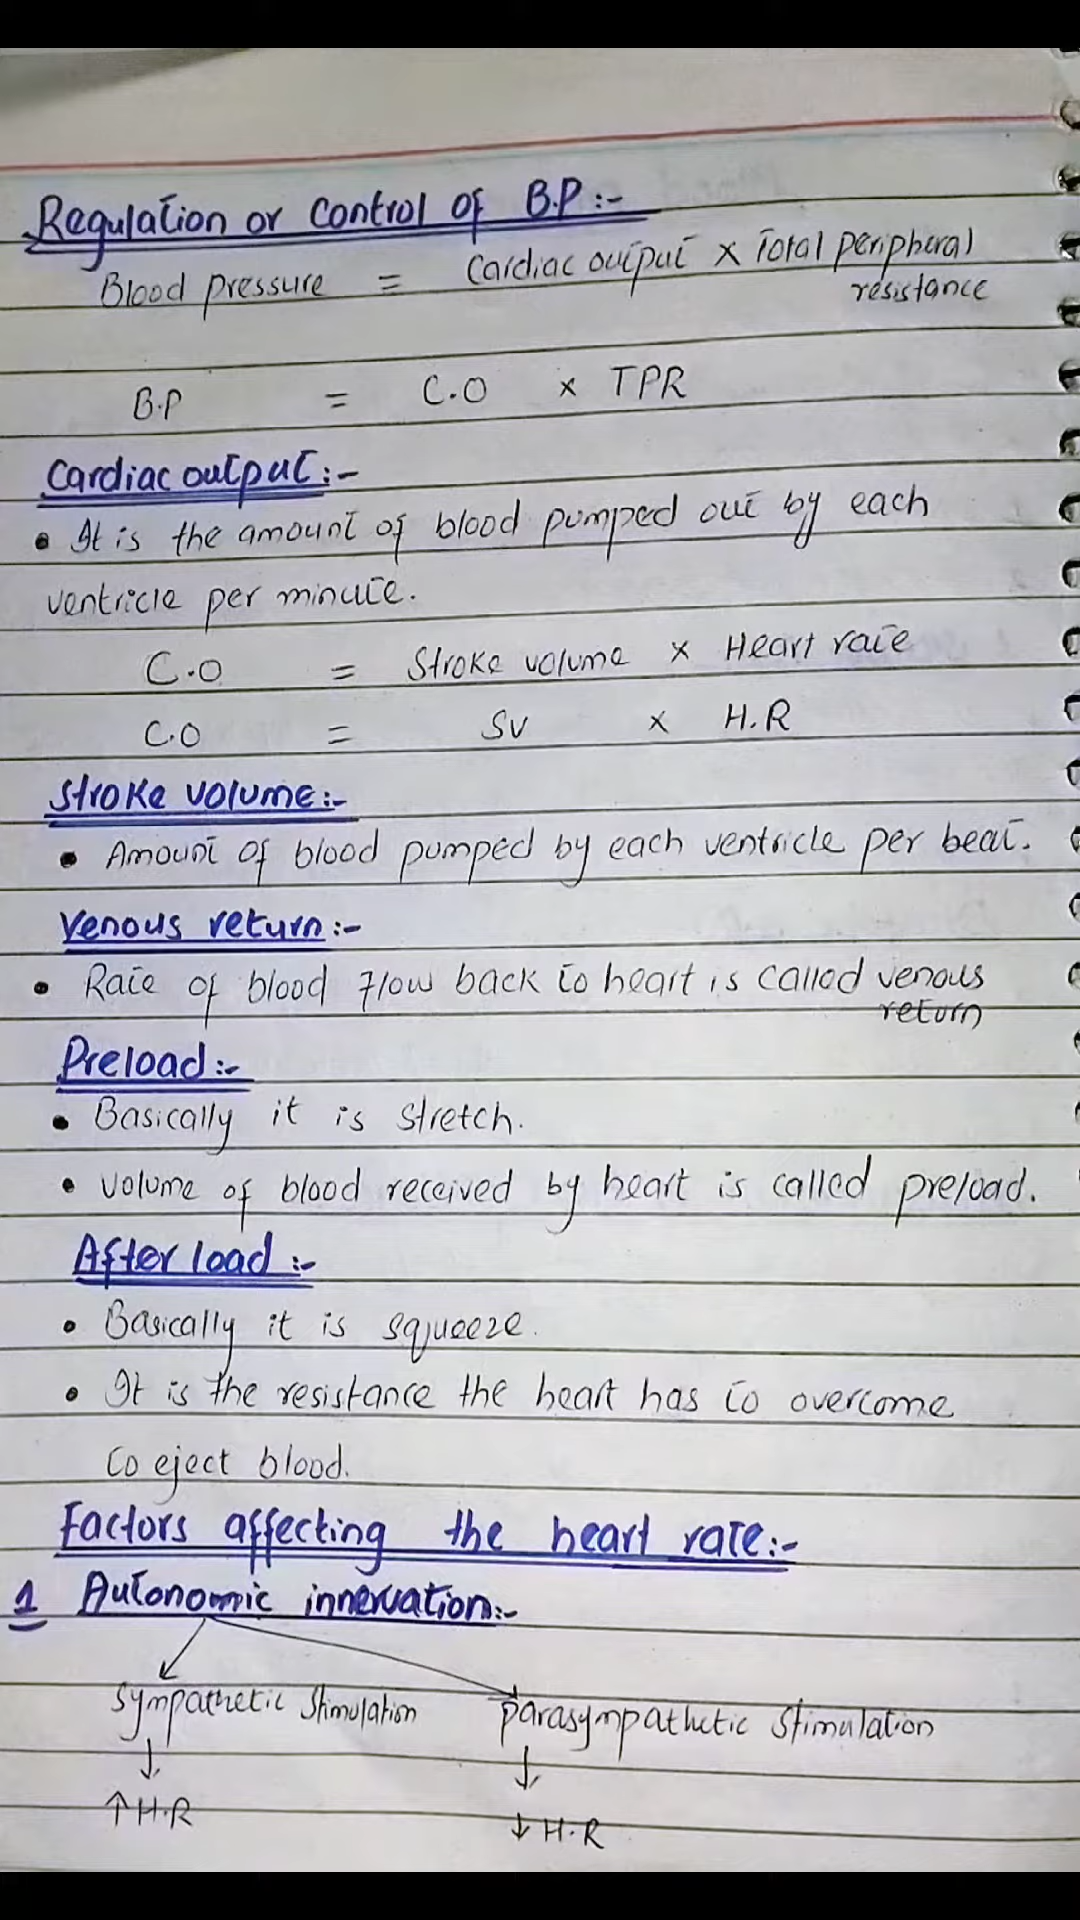 Regulation or control of B.P:-
Blood pressure = Cardiac output × Total peripheral
resistance
B.P = C.O × TPR
Cardiac output:-
• It is the amount of blood pumped out by each
ventricle per minute.
C.O = Stroke volume × Heart rate
C.O = SV × H.R
Stroke volume:-
• Amount of blood pumped by each ventricle per beat.
Venous return:-
• Rate of blood flow back to heart is called venous
return
Preload:-
• Basically it is stretch.
• volume of blood received by heart is called preload.
After load:-
• Basically it is squeeze.
• It is the resistance the heart has to overcome
to eject blood.
Factors affecting the heart rate:-
1 Autonomic innervation:-
Sympathetic Stimulation Parasympathetic Stimulation
↓ ↓
↑ H.R ↓ H.R